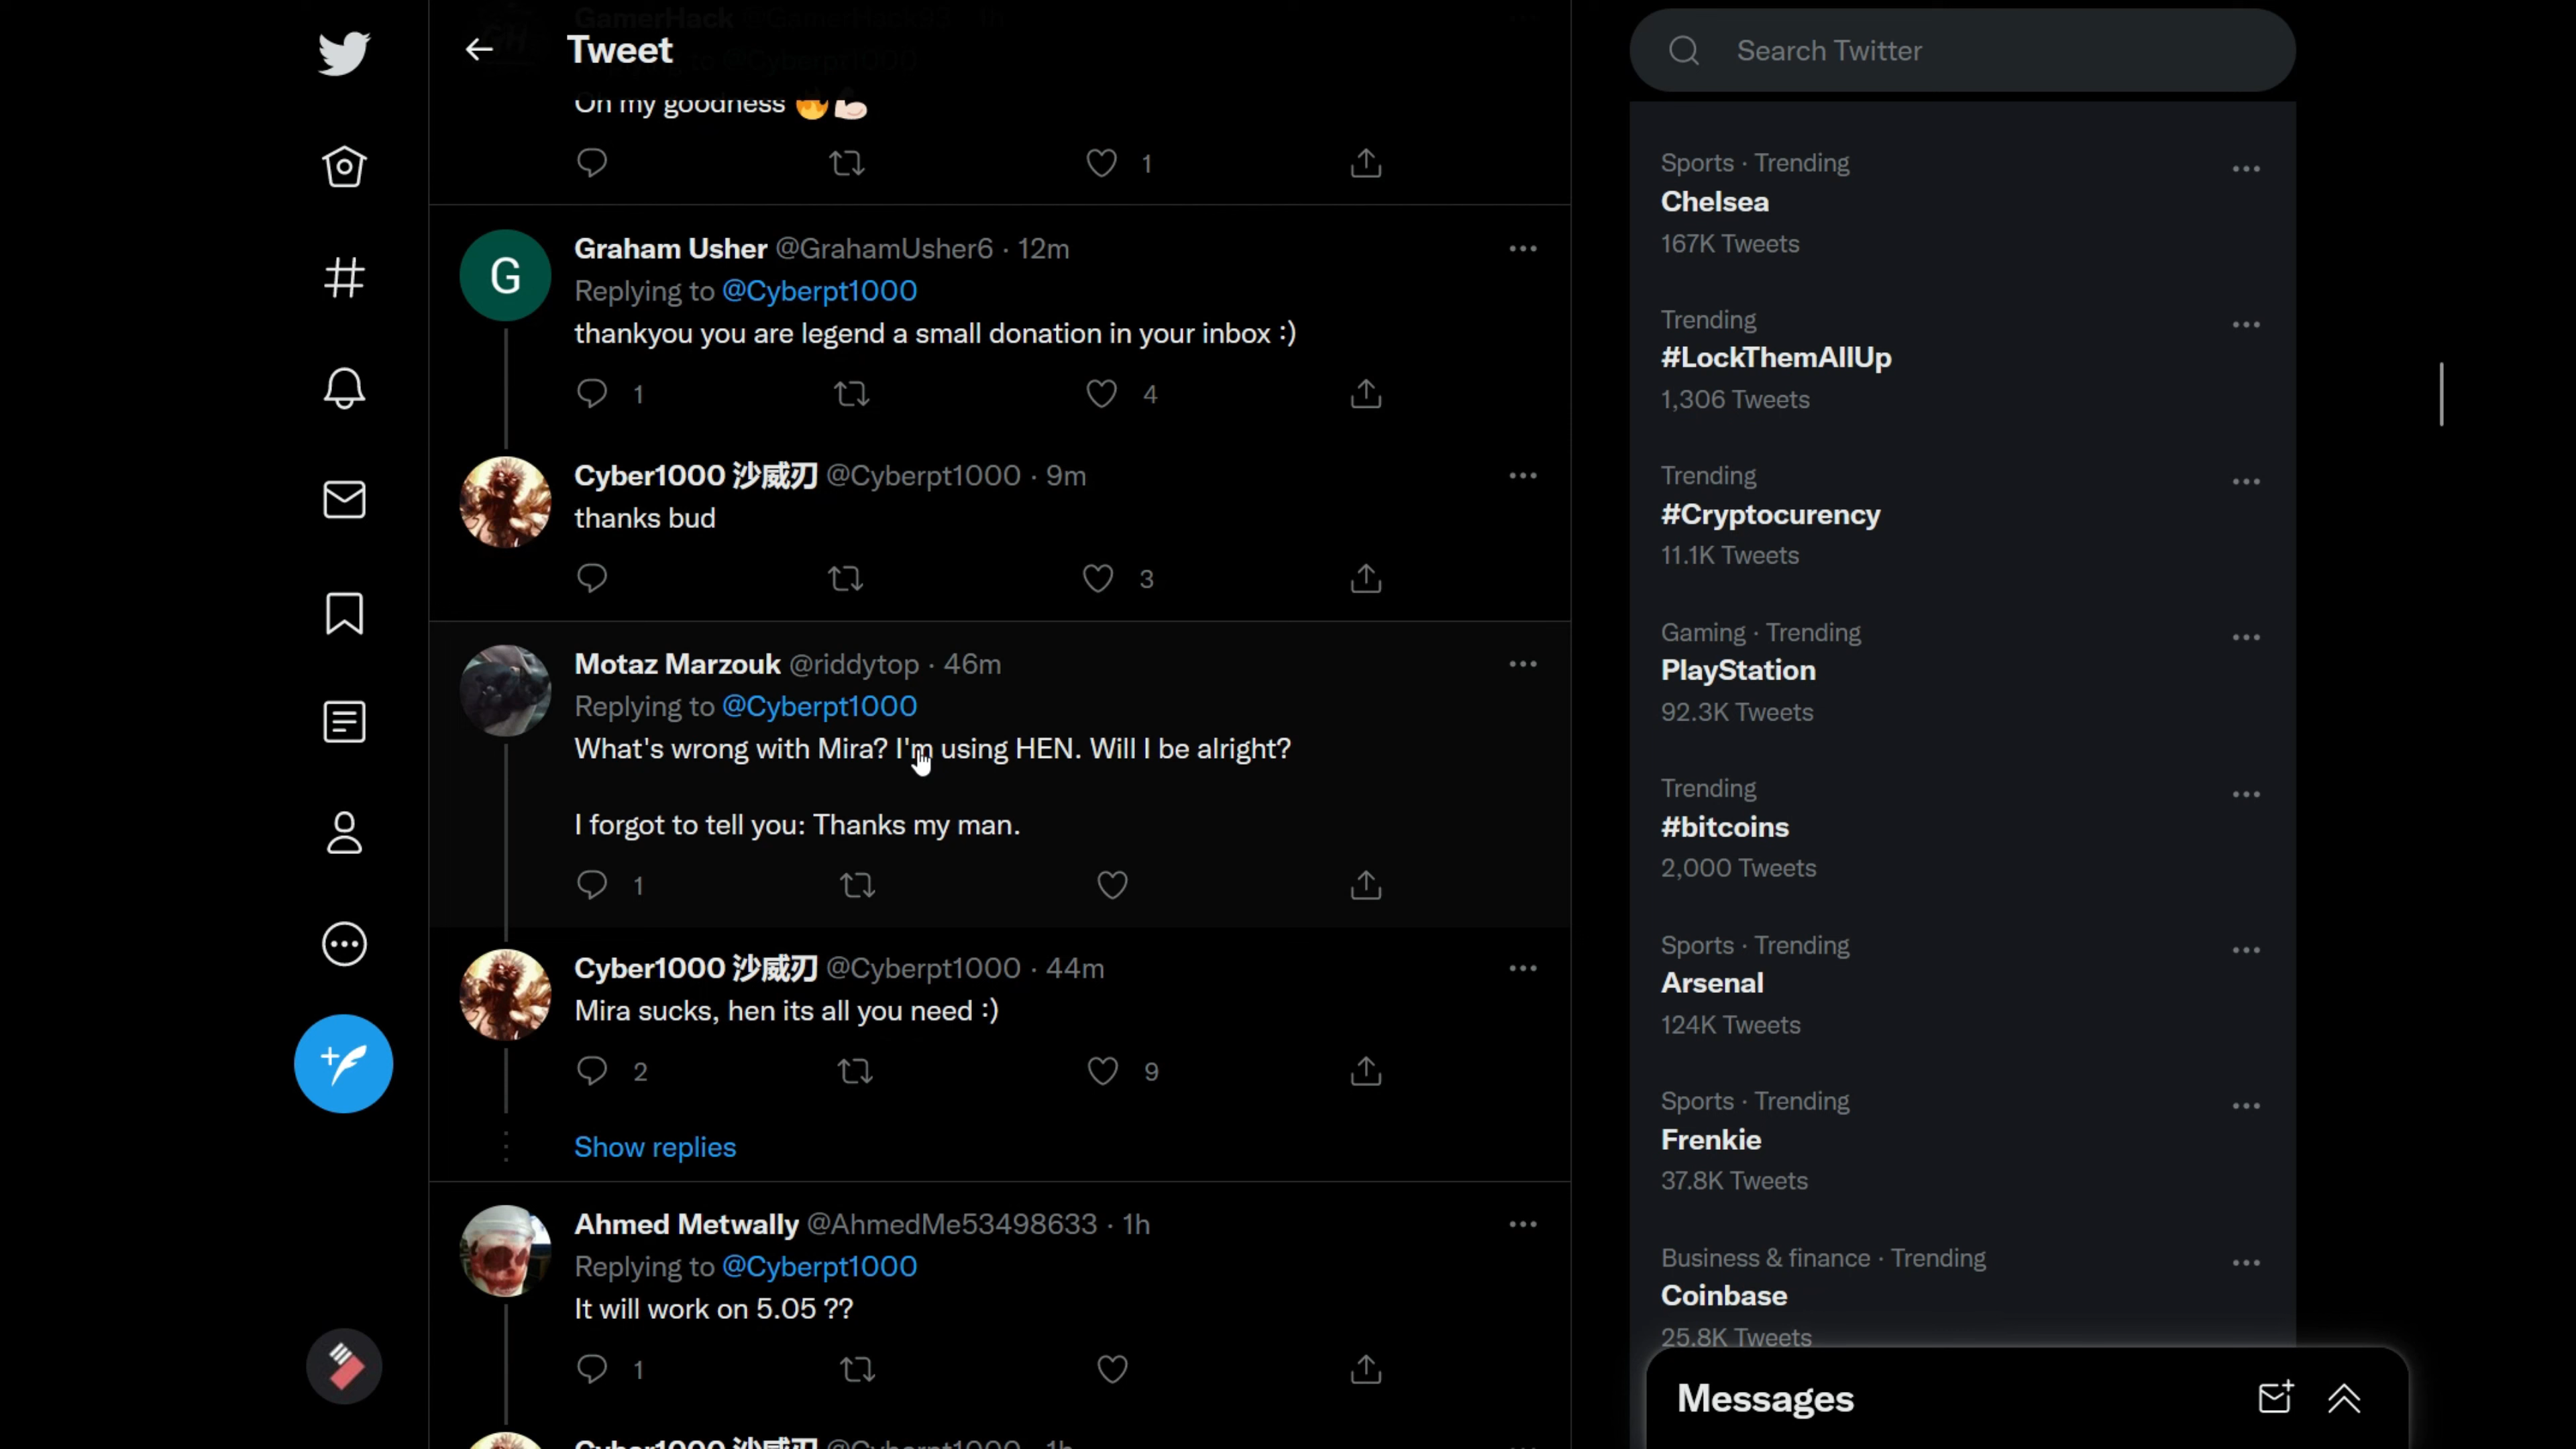 Tweet
Oh my goodness 🔥💪🏻
1
Graham Usher @GrahamUsher6 · 12m
Replying to @Cyberpt1000
thankyou you are legend a small donation in your inbox :)
1 4
Cyber1000 沙威刃 @Cyberpt1000 · 9m
thanks bud
3
Motaz Marzouk @riddytop · 46m
Replying to @Cyberpt1000
What's wrong with Mira? I'm using HEN. Will I be alright?
I forgot to tell you: Thanks my man.
1
Cyber1000 沙威刃 @Cyberpt1000 · 44m
Mira sucks, hen its all you need :)
2 9
Show replies
Ahmed Metwally @AhmedMe53498633 · 1h
Replying to @Cyberpt1000
It will work on 5.05 ??
1
Cyber1000 沙威刃 @Cyberpt1000 · 1h
Search Twitter
Sports · Trending
Chelsea
167K Tweets
Trending
#LockThemAllUp
1,306 Tweets
Trending
#Cryptocurency
11.1K Tweets
Gaming · Trending
PlayStation
92.3K Tweets
Trending
#bitcoins
2,000 Tweets
Sports · Trending
Arsenal
124K Tweets
Sports · Trending
Frenkie
37.8K Tweets
Business & finance · Trending
Coinbase
25.8K Tweets
Messages
G